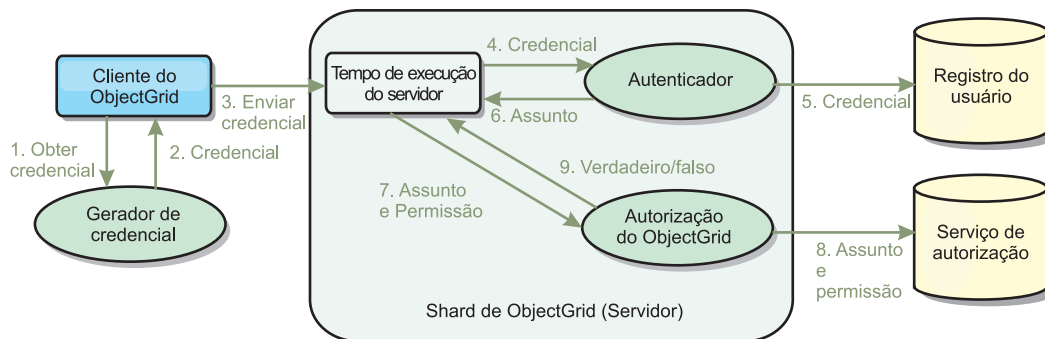 Cliente do
ObjectGrid
1. Obter
credencial
2. Credencial
Gerador de
credencial
3. Enviar
credencial
Tempo de execução
do servidor
4. Credencial
Autenticador
6. Assunto
5. Credencial
Registro do
usuário
7. Assunto
e Permissão
9. Verdadeiro/falso
Autorização
do ObjectGrid
8. Assunto
e
permissão
Serviço de
autorização
Shard de ObjectGrid (Servidor)